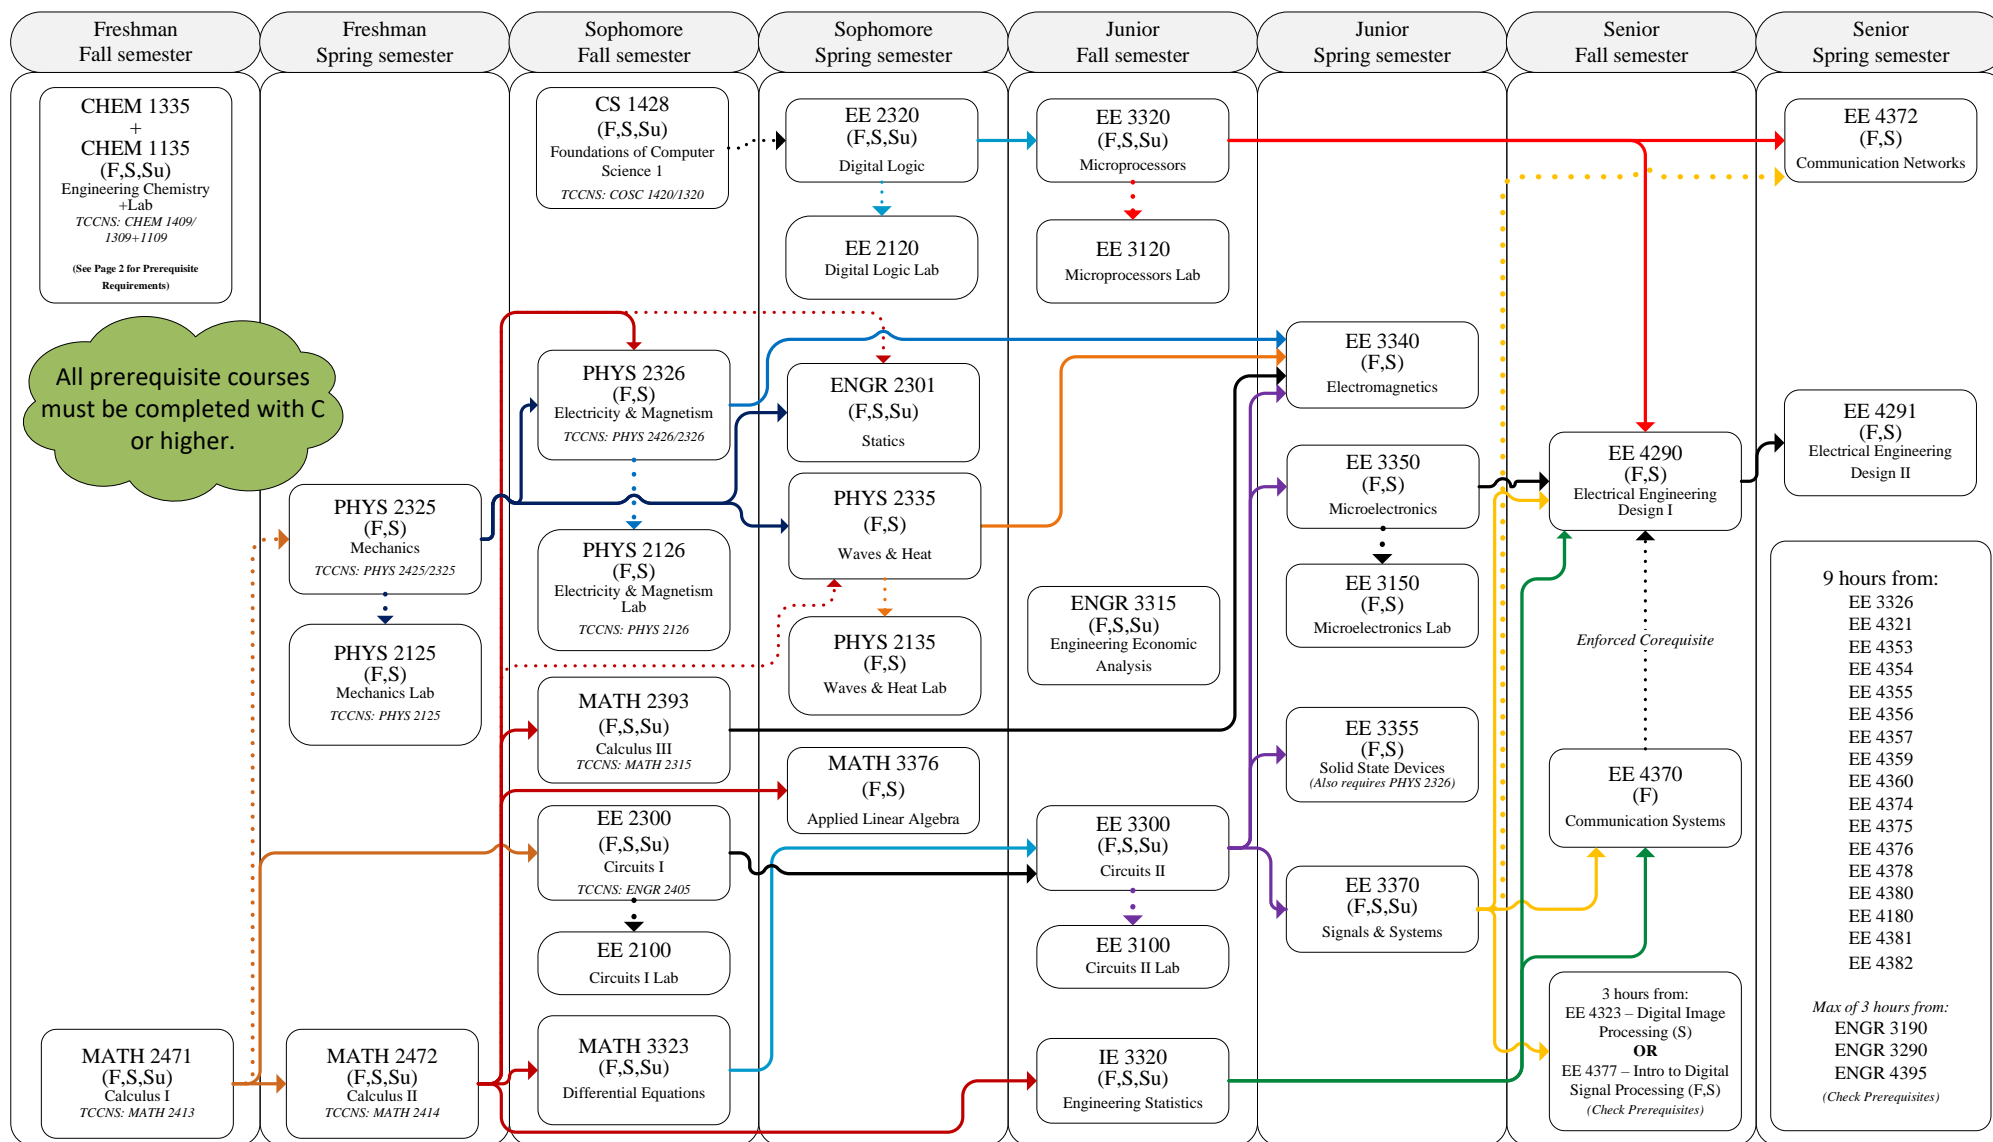 Freshman
Fall semester
Freshman
Spring semester
Sophomore
Fall semester
Sophomore
Spring semester
Junior
Fall semester
Junior
Spring semester
Senior
Fall semester
Senior
Spring semester
CHEM 1335
+
CHEM 1135
(F,S,Su)
Engineering Chemistry
+Lab
TCCNS: CHEM 1409/
1309+1109
(See Page 2 for Prerequisite
Requirements)
All prerequisite courses
must be completed with C
or higher.
MATH 2471
(F,S,Su)
Calculus I
TCCNS: MATH 2413
PHYS 2325
(F,S)
Mechanics
TCCNS: PHYS 2425/2325
PHYS 2125
(F,S)
Mechanics Lab
TCCNS: PHYS 2125
MATH 2472
(F,S,Su)
Calculus II
TCCNS: MATH 2414
CS 1428
(F,S,Su)
Foundations of Computer
Science 1
TCCNS: COSC 1420/1320
PHYS 2326
(F,S)
Electricity & Magnetism
TCCNS: PHYS 2426/2326
PHYS 2126
(F,S)
Electricity & Magnetism
Lab
TCCNS: PHYS 2126
MATH 2393
(F,S,Su)
Calculus III
TCCNS: MATH 2315
EE 2300
(F,S,Su)
Circuits I
TCCNS: ENGR 2405
EE 2100
Circuits I Lab
MATH 3323
(F,S,Su)
Differential Equations
EE 2320
(F,S,Su)
Digital Logic
EE 2120
Digital Logic Lab
ENGR 2301
(F,S,Su)
Statics
PHYS 2335
(F,S)
Waves & Heat
PHYS 2135
(F,S)
Waves & Heat Lab
MATH 3376
(F,S)
Applied Linear Algebra
EE 3320
(F,S,Su)
Microprocessors
EE 3120
Microprocessors Lab
ENGR 3315
(F,S,Su)
Engineering Economic
Analysis
EE 3300
(F,S,Su)
Circuits II
EE 3100
Circuits II Lab
IE 3320
(F,S,Su)
Engineering Statistics
EE 3340
(F,S)
Electromagnetics
EE 3350
(F,S)
Microelectronics
EE 3150
(F,S)
Microelectronics Lab
EE 3355
(F,S)
Solid State Devices
(Also requires PHYS 2326)
EE 3370
(F,S,Su)
Signals & Systems
EE 4290
(F,S)
Electrical Engineering
Design I
Enforced Corequisite
EE 4370
(F)
Communication Systems
3 hours from:
EE 4323 – Digital Image
Processing (S)
OR
EE 4377 – Intro to Digital
Signal Processing (F,S)
(Check Prerequisites)
EE 4372
(F,S)
Communication Networks
EE 4291
(F,S)
Electrical Engineering
Design II
9 hours from:
EE 3326
EE 4321
EE 4353
EE 4354
EE 4355
EE 4356
EE 4357
EE 4359
EE 4360
EE 4374
EE 4375
EE 4376
EE 4378
EE 4380
EE 4180
EE 4381
EE 4382
Max of 3 hours from:
ENGR 3190
ENGR 3290
ENGR 4395
(Check Prerequisites)